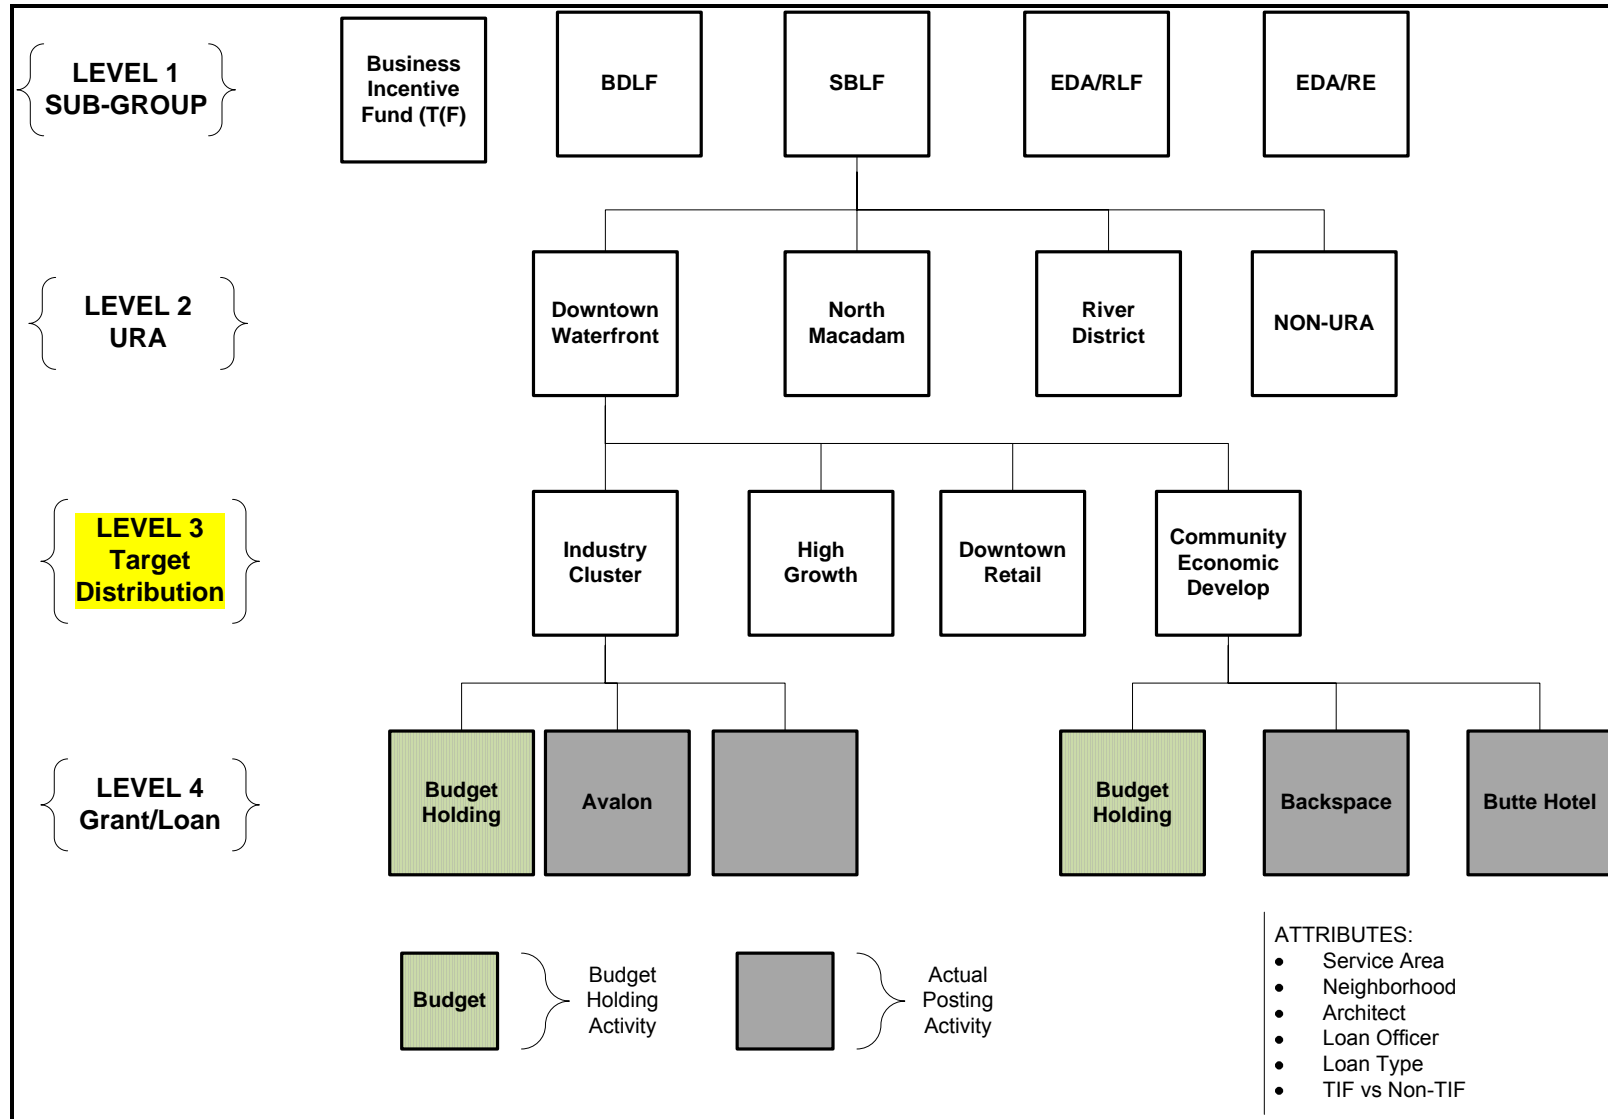 LEVEL 1
SUB-GROUP
Business
Incentive
Fund (T(F)
BDLF
SBLF
EDA/RLF
EDA/RE
LEVEL 2
URA
Downtown
Waterfront
North
Macadam
River
District
NON-URA
LEVEL 3
Target
Distribution
Industry
Cluster
High
Growth
Downtown
Retail
Community
Economic
Develop
LEVEL 4
Grant/Loan
Budget
Holding
Avalon
Budget
Holding
Backspace
Butte Hotel
Budget
Budget
Holding
Activity
Actual
Posting
Activity
ATTRIBUTES:
• Service Area
• Neighborhood
• Architect
• Loan Officer
• Loan Type
• TIF vs Non-TIF